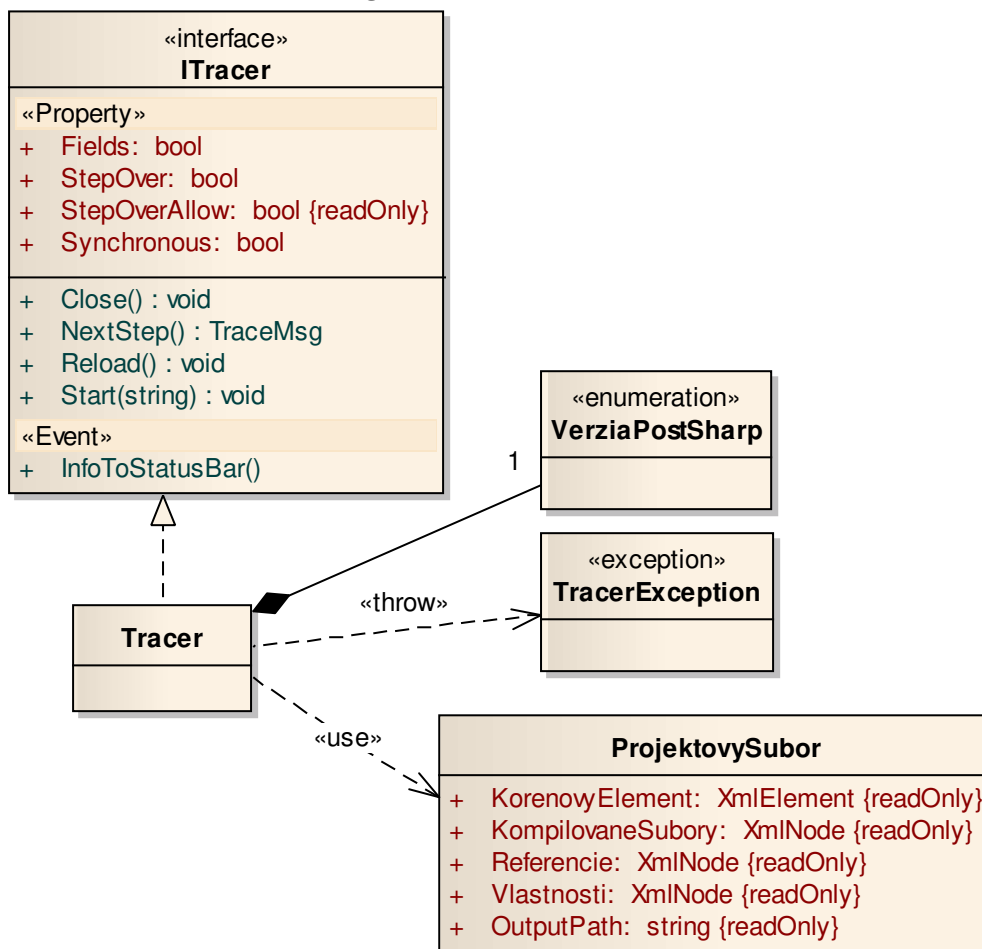 «interface»
ITracer
«Property»
+ Fields: bool
+ StepOver: bool
+ StepOverAllow: bool {readOnly}
+ Synchronous: bool
+ Close() : void
+ NextStep() : TraceMsg
+ Reload() : void
+ Start(string) : void
«Event»
+ InfoToStatusBar()
«enumeration»
VerziaPostSharp
1
«exception»
TracerException
«throw»
Tracer
«use»
ProjektovySubor
+ KorenovyElement: XmlElement {readOnly}
+ KompilovaneSubory: XmlNode {readOnly}
+ Referencie: XmlNode {readOnly}
+ Vlastnosti: XmlNode {readOnly}
+ OutputPath: string {readOnly}